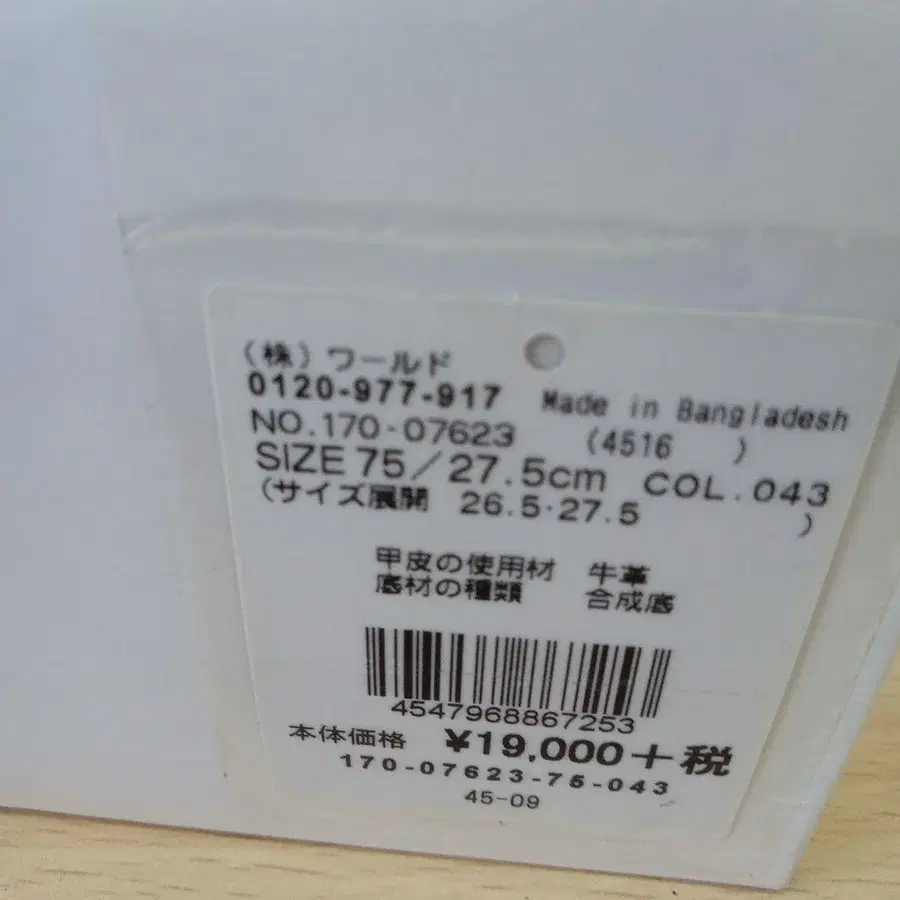 (株)ワールド
0120-977-917 Made in Bangladesh
NO.170-07623 (4516 )
SIZE 75/27.5cm COL.043
(サイズ展開 26.5·27.5 )
甲皮の使用材 牛革
底材の種類 合成底
4547968867253
本体価格 ¥19,000+税
170-07623-75-043
45-09